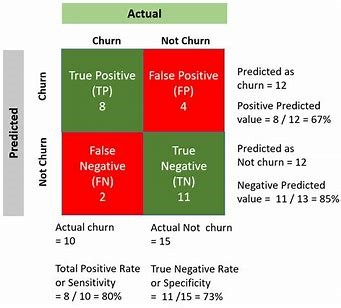 Actual
Churn Not Churn
Predicted
Churn
True Positive
(TP)
8
False Positive
(FP)
4
Predicted as
churn = 12
Positive Predicted
value = 8 / 12 = 67%
Not Churn
False
Negative
(FN)
2
True
Negative
(TN)
11
Predicted as
Not churn = 12
Negative Predicted
value = 11 / 13 = 85%
Actual churn
= 10
Actual Not churn
= 15
Total Positive Rate
or Sensitivity
= 8 / 10 = 80%
True Negative Rate
or Specificity
= 11 /15 = 73%